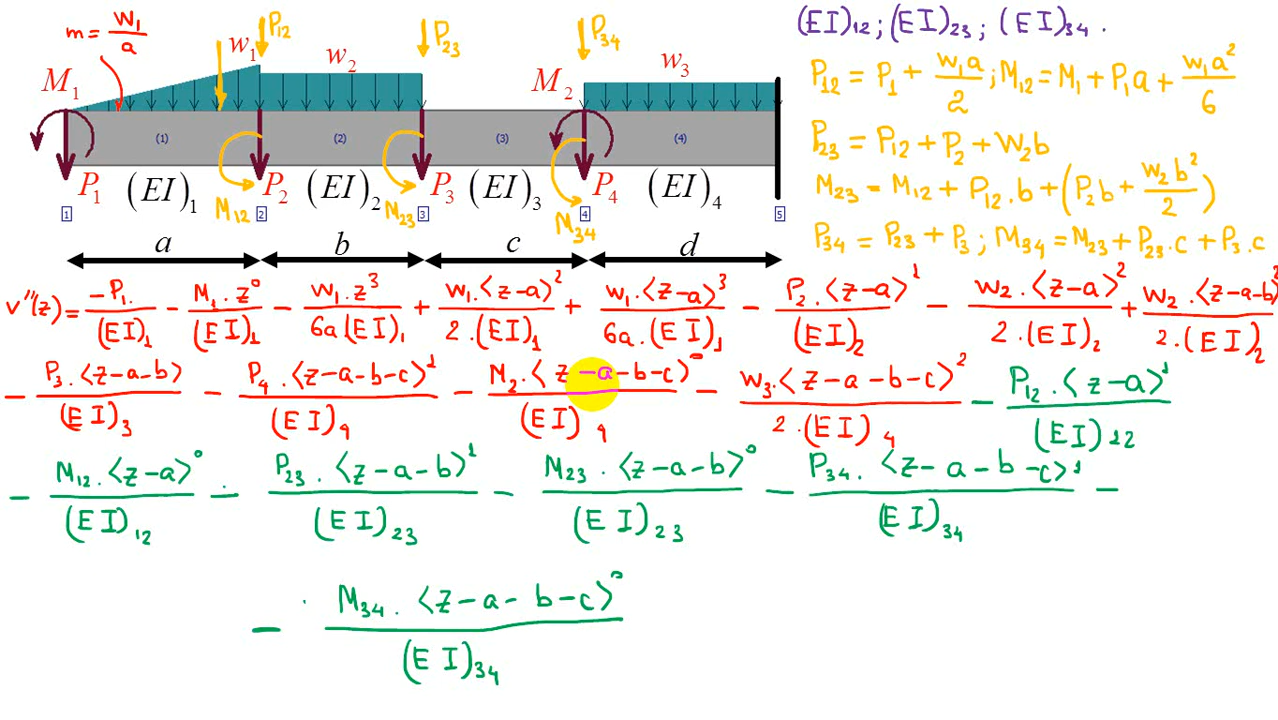 m = w₁/a
P₁₂
P₂₃
P₃₄
(EI)₁₂ ; (EI)₂₃ ; (EI)₃₄ .
w₁
w₂
w₃
M₁
M₂
(1) (2) (3) (4)
P₁ (EI)₁ P₂ (EI)₂ P₃ (EI)₃ P₄ (EI)₄
M₁₂ M₂₃ M₃₄
1 2 3 4 5
a b c d
P₁₂ = P₁ + w₁a/2 ; M₁₂ = M₁ + P₁a + w₁a²/6
P₂₃ = P₁₂ + P₂ + W₂b
M₂₃ = M₁₂ + P₁₂.b + (P₂b + w₂b²/2)
P₃₄ = P₂₃ + P₃ ; M₃₄ = M₂₃ + P₂₃.c + P₃.c
v"(z) = -P₁./(EI)₁ - M₁.z⁰/(EI)₁ - w₁.z³/6a.(EI)₁ + w₁.<z-a>²/2.(EI)₁ + w₁.<z-a>³/6a.(EI)₁ - P₂.<z-a>¹/(EI)₂ - w₂.<z-a>²/2.(EI)₂ + w₂.<z-a-b>²/2.(EI)₂
- P₃.<z-a-b>/(EI)₃ - P₄.<z-a-b-c>¹/(EI)₄ - M₂.<z-a-b-c>⁰/(EI)₄ - w₃.<z-a-b-c>²/2.(EI)₄ - P₁₂.<z-a>¹/(EI)₁₂
- M₁₂.<z-a>⁰/(EI)₁₂ - P₂₃.<z-a-b>¹/(EI)₂₃ - M₂₃.<z-a-b>⁰/(EI)₂₃ - P₃₄.<z-a-b-c>¹/(EI)₃₄ -
- M₃₄.<z-a-b-c>⁰/(EI)₃₄